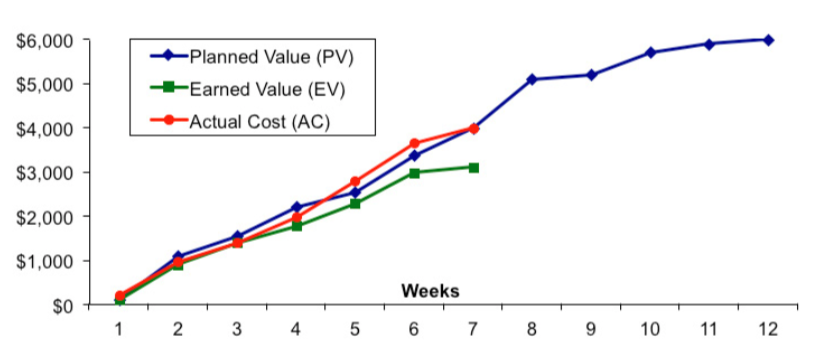 $6,000
$5,000
$4,000
$3,000
$2,000
$1,000
$0
Planned Value (PV)
Earned Value (EV)
Actual Cost (AC)
Weeks
1 2 3 4 5 6 7 8 9 10 11 12